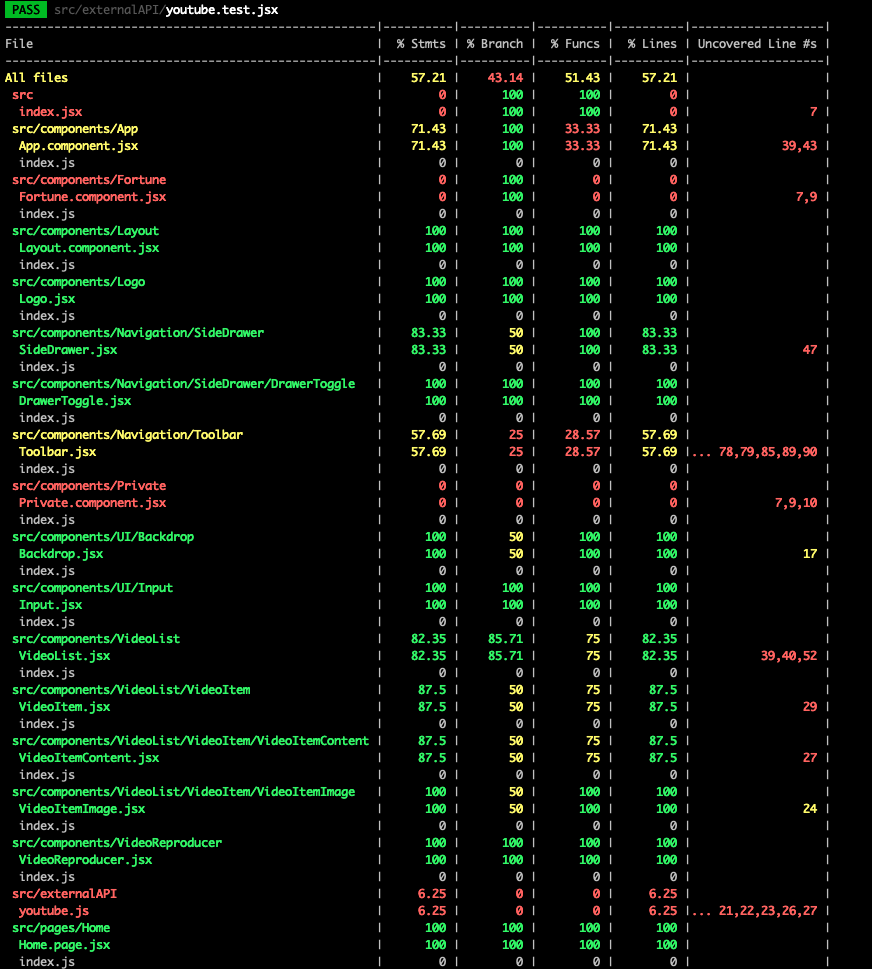 PASS src/externalAPI/youtube.test.jsx
--------------------------------------------------|----------|----------|----------|----------|-------------------|
File | % Stmts | % Branch | % Funcs | % Lines | Uncovered Line #s |
--------------------------------------------------|----------|----------|----------|----------|-------------------|
All files | 57.21 | 43.14 | 51.43 | 57.21 | |
src | 0 | 100 | 100 | 0 | |
index.jsx | 0 | 100 | 100 | 0 | 7 |
src/components/App | 71.43 | 100 | 33.33 | 71.43 | |
App.component.jsx | 71.43 | 100 | 33.33 | 71.43 | 39,43 |
index.js | 0 | 0 | 0 | 0 | |
src/components/Fortune | 0 | 100 | 0 | 0 | |
Fortune.component.jsx | 0 | 100 | 0 | 0 | 7,9 |
index.js | 0 | 0 | 0 | 0 | |
src/components/Layout | 100 | 100 | 100 | 100 | |
Layout.component.jsx | 100 | 100 | 100 | 100 | |
index.js | 0 | 0 | 0 | 0 | |
src/components/Logo | 100 | 100 | 100 | 100 | |
Logo.jsx | 100 | 100 | 100 | 100 | |
index.js | 0 | 0 | 0 | 0 | |
src/components/Navigation/SideDrawer | 83.33 | 50 | 100 | 83.33 | |
SideDrawer.jsx | 83.33 | 50 | 100 | 83.33 | 47 |
index.js | 0 | 0 | 0 | 0 | |
src/components/Navigation/SideDrawer/DrawerToggle | 100 | 100 | 100 | 100 | |
DrawerToggle.jsx | 100 | 100 | 100 | 100 | |
index.js | 0 | 0 | 0 | 0 | |
src/components/Navigation/Toolbar | 57.69 | 25 | 28.57 | 57.69 | |
Toolbar.jsx | 57.69 | 25 | 28.57 | 57.69 |... 78,79,85,89,90 |
index.js | 0 | 0 | 0 | 0 | |
src/components/Private | 0 | 0 | 0 | 0 | |
Private.component.jsx | 0 | 0 | 0 | 0 | 7,9,10 |
index.js | 0 | 0 | 0 | 0 | |
src/components/UI/Backdrop | 100 | 50 | 100 | 100 | |
Backdrop.jsx | 100 | 50 | 100 | 100 | 17 |
index.js | 0 | 0 | 0 | 0 | |
src/components/UI/Input | 100 | 100 | 100 | 100 | |
Input.jsx | 100 | 100 | 100 | 100 | |
index.js | 0 | 0 | 0 | 0 | |
src/components/VideoList | 82.35 | 85.71 | 75 | 82.35 | |
VideoList.jsx | 82.35 | 85.71 | 75 | 82.35 | 39,40,52 |
index.js | 0 | 0 | 0 | 0 | |
src/components/VideoList/VideoItem | 87.5 | 50 | 75 | 87.5 | |
VideoItem.jsx | 87.5 | 50 | 75 | 87.5 | 29 |
index.js | 0 | 0 | 0 | 0 | |
src/components/VideoList/VideoItem/VideoItemContent | 87.5 | 50 | 75 | 87.5 | |
VideoItemContent.jsx | 87.5 | 50 | 75 | 87.5 | 27 |
index.js | 0 | 0 | 0 | 0 | |
src/components/VideoList/VideoItem/VideoItemImage | 100 | 50 | 100 | 100 | |
VideoItemImage.jsx | 100 | 50 | 100 | 100 | 24 |
index.js | 0 | 0 | 0 | 0 | |
src/components/VideoReproducer | 100 | 100 | 100 | 100 | |
VideoReproducer.jsx | 100 | 100 | 100 | 100 | |
index.js | 0 | 0 | 0 | 0 | |
src/externalAPI | 6.25 | 0 | 0 | 6.25 | |
youtube.js | 6.25 | 0 | 0 | 6.25 |... 21,22,23,26,27 |
src/pages/Home | 100 | 100 | 100 | 100 | |
Home.page.jsx | 100 | 100 | 100 | 100 | |
index.js | 0 | 0 | 0 | 0 | |